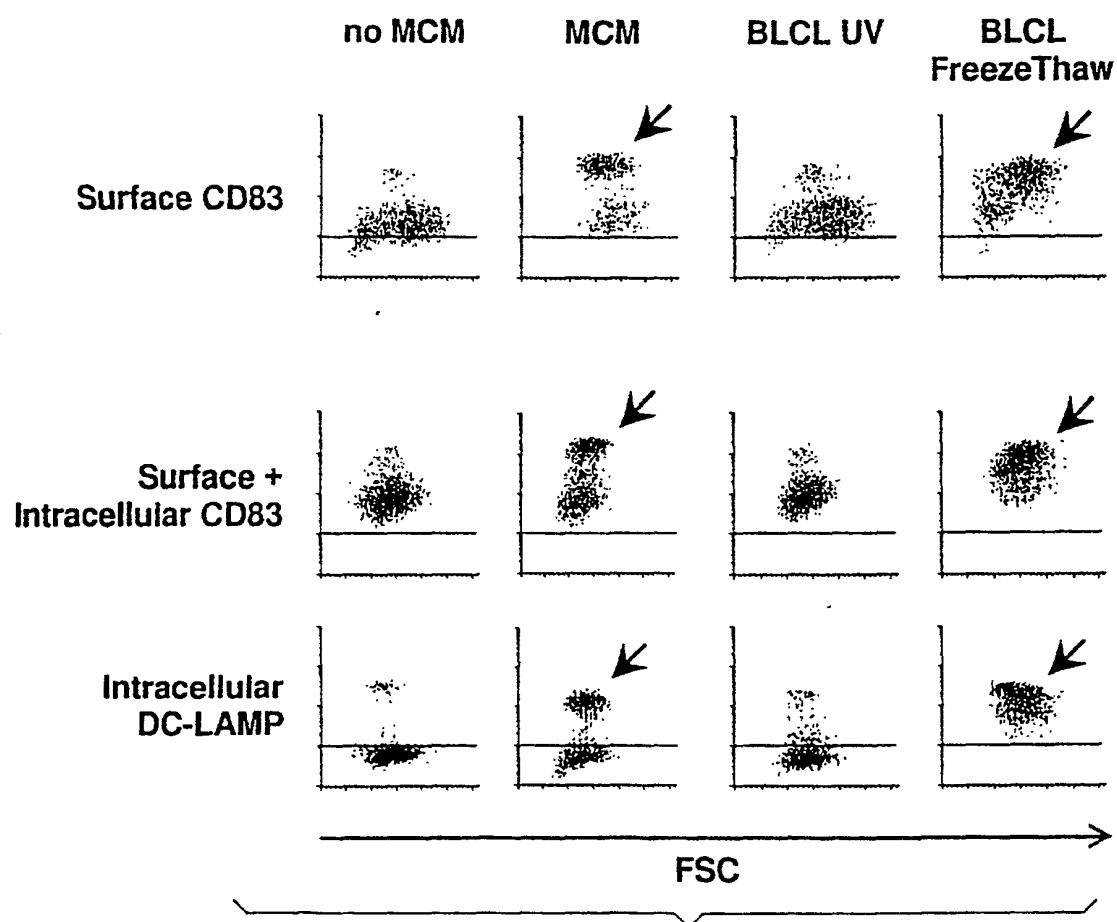 no MCM
MCM
BLCL UV
BLCL
FreezeThaw
Surface CD83
Surface +
Intracellular CD83
Intracellular
DC-LAMP
FSC